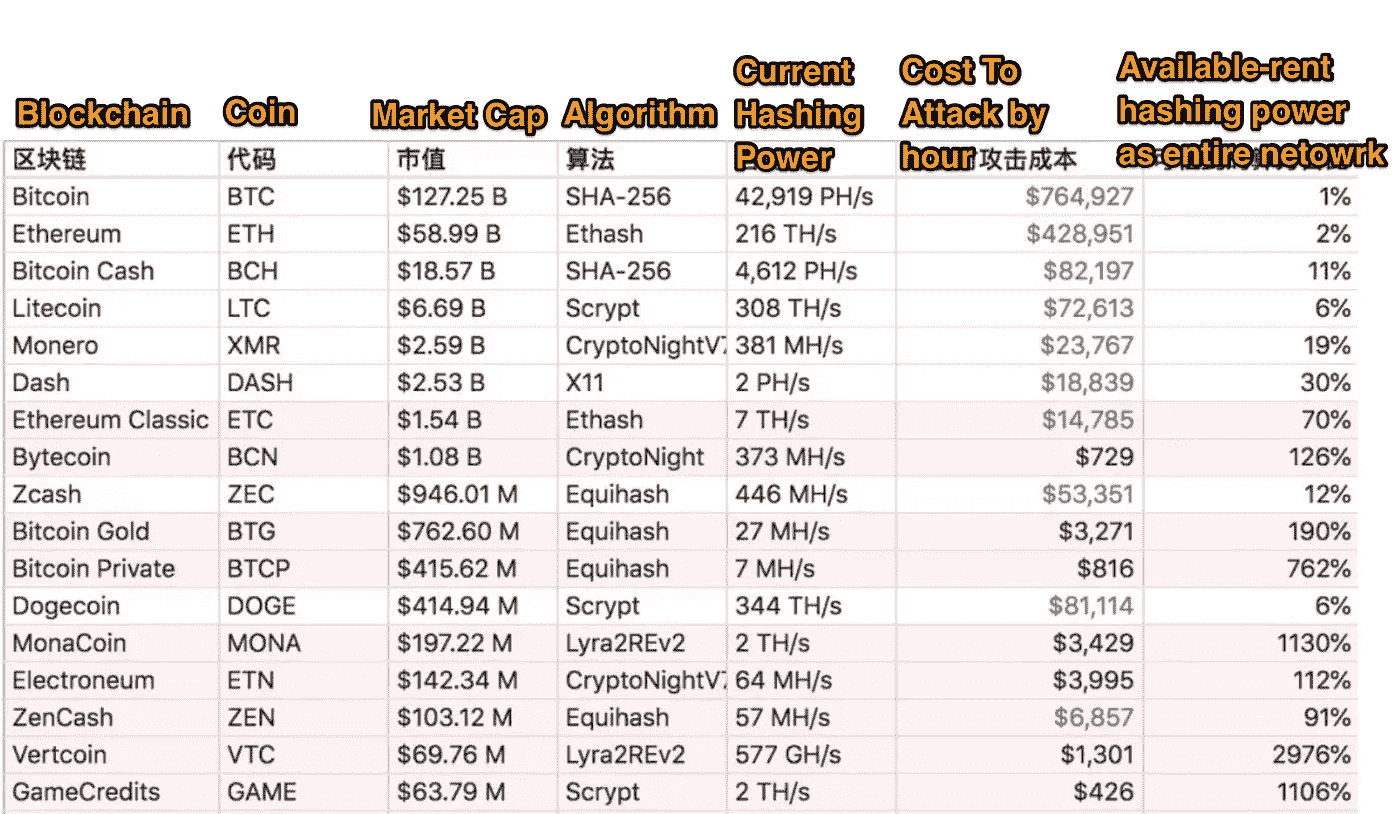 Blockchain Coin Market Cap Algorithm Current Hashing Power Cost To Attack by hour Available-rent hashing power as entire netowrk
区块链 代码 市值 算法 攻击成本
Bitcoin BTC $127.25 B SHA-256 42,919 PH/s $764,927 1%
Ethereum ETH $58.99 B Ethash 216 TH/s $428,951 2%
Bitcoin Cash BCH $18.57 B SHA-256 4,612 PH/s $82,197 11%
Litecoin LTC $6.69 B Scrypt 308 TH/s $72,613 6%
Monero XMR $2.59 B CryptoNightV7 381 MH/s $23,767 19%
Dash DASH $2.53 B X11 2 PH/s $18,839 30%
Ethereum Classic ETC $1.54 B Ethash 7 TH/s $14,785 70%
Bytecoin BCN $1.08 B CryptoNight 373 MH/s $729 126%
Zcash ZEC $946.01 M Equihash 446 MH/s $53,351 12%
Bitcoin Gold BTG $762.60 M Equihash 27 MH/s $3,271 190%
Bitcoin Private BTCP $415.62 M Equihash 7 MH/s $816 762%
Dogecoin DOGE $414.94 M Scrypt 344 TH/s $81,114 6%
MonaCoin MONA $197.22 M Lyra2REv2 2 TH/s $3,429 1130%
Electroneum ETN $142.34 M CryptoNightV7 64 MH/s $3,995 112%
ZenCash ZEN $103.12 M Equihash 57 MH/s $6,857 91%
Vertcoin VTC $69.76 M Lyra2REv2 577 GH/s $1,301 2976%
GameCredits GAME $63.79 M Scrypt 2 TH/s $426 1106%